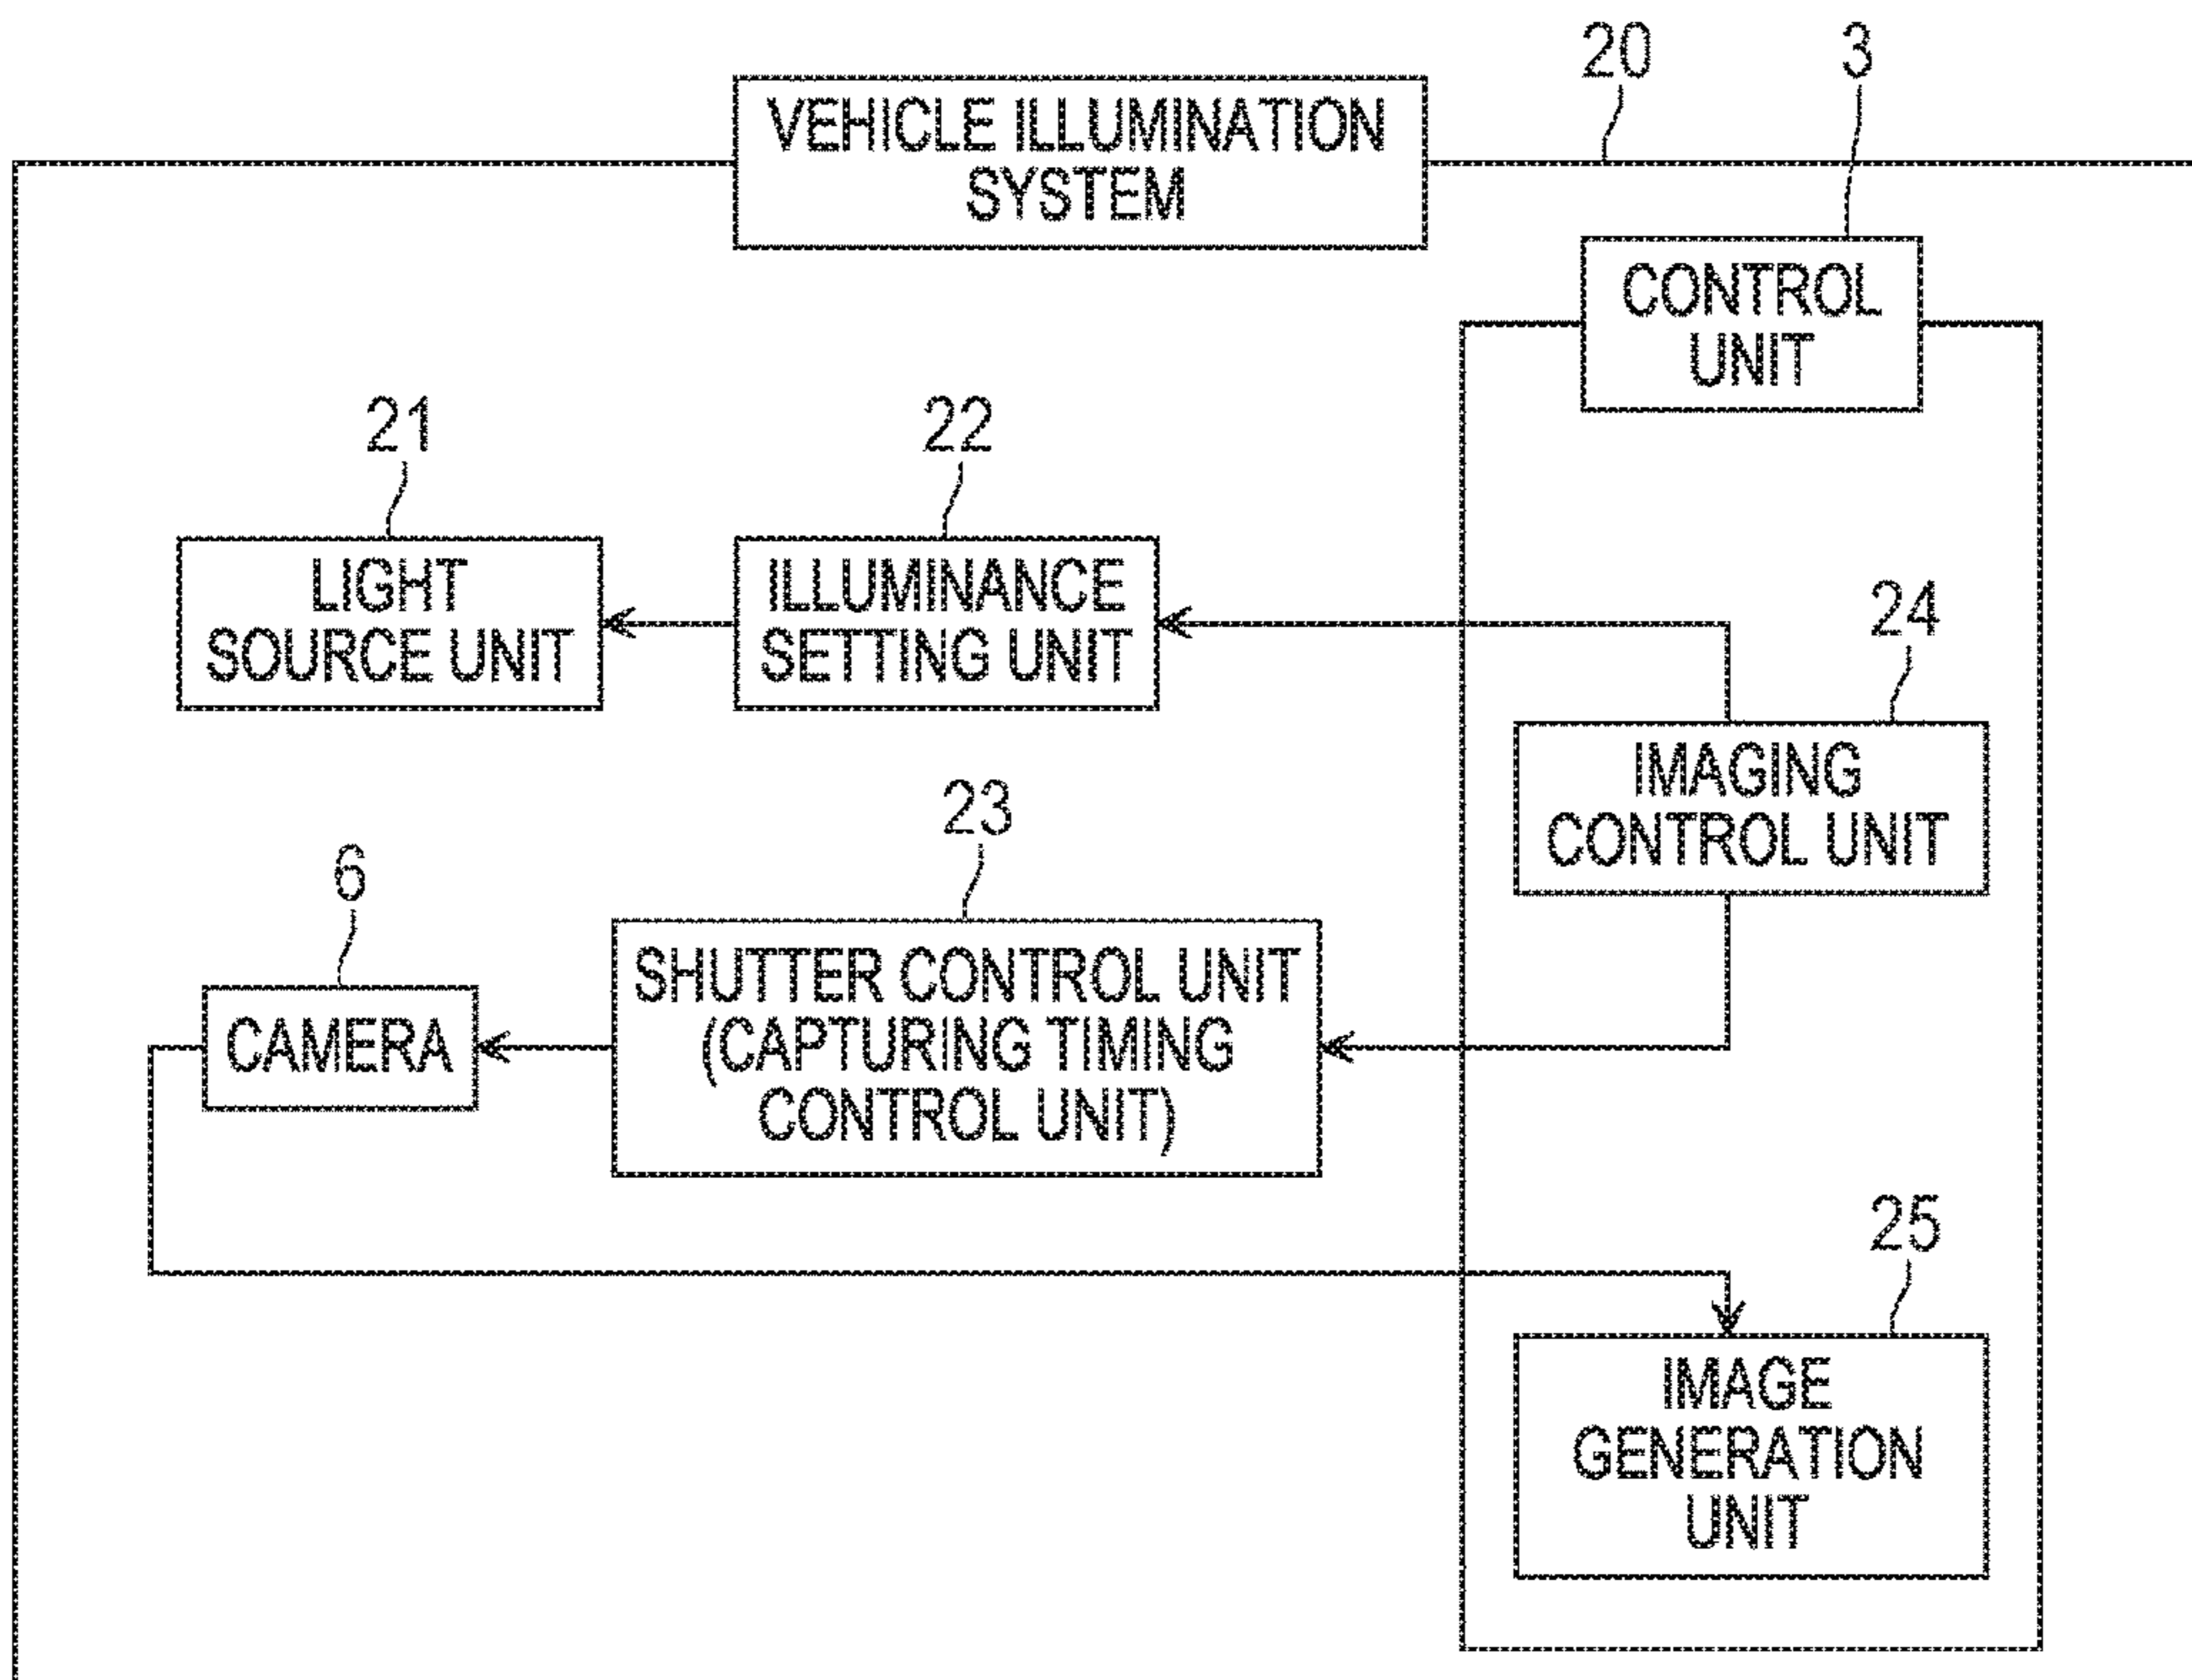 20
3
VEHICLE ILLUMINATION
SYSTEM
CONTROL
UNIT
21
22
LIGHT
SOURCE UNIT
ILLUMINANCE
SETTING UNIT
24
IMAGING
CONTROL UNIT
23
6
SHUTTER CONTROL UNIT
(CAPTURING TIMING
CONTROL UNIT)
CAMERA
25
IMAGE
GENERATION
UNIT